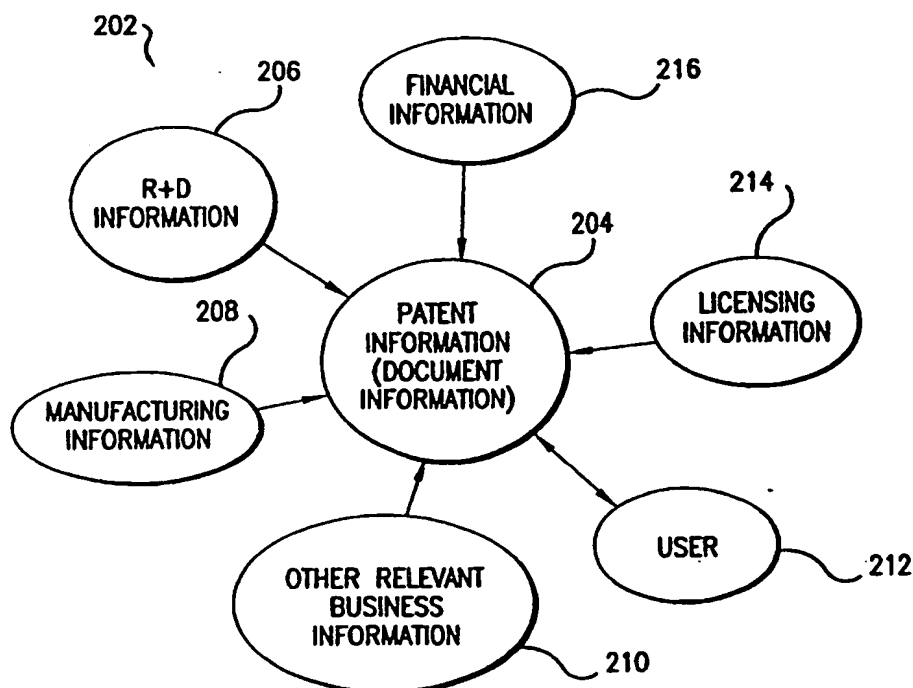 202
206
216
FINANCIAL
INFORMATION
R+D
INFORMATION
214
204
LICENSING
INFORMATION
208
PATENT
INFORMATION
(DOCUMENT
INFORMATION)
MANUFACTURING
INFORMATION
USER
212
OTHER RELEVANT
BUSINESS
INFORMATION
210